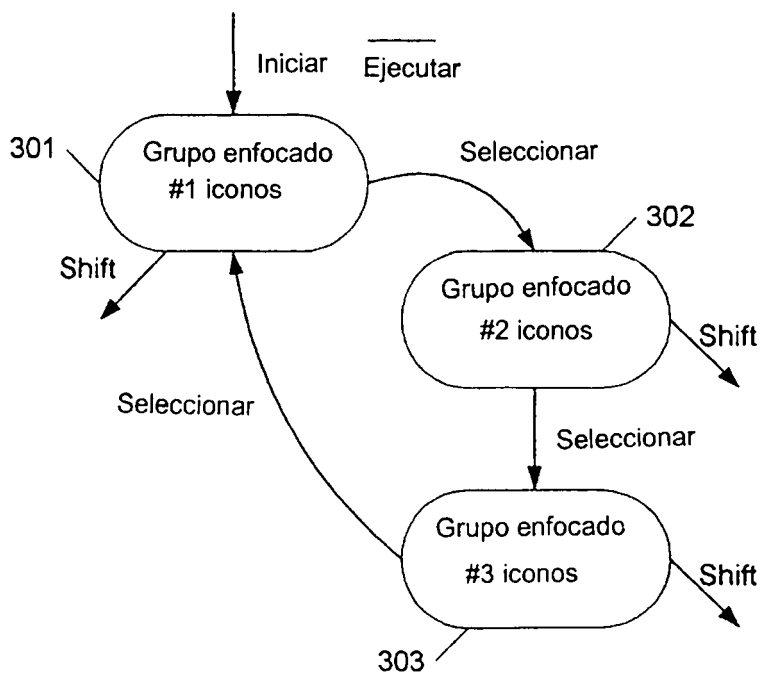 Iniciar Ejecutar
301
Grupo enfocado
#1 iconos
Seleccionar
302
Shift
Grupo enfocado
#2 iconos
Shift
Seleccionar
Seleccionar
Grupo enfocado
#3 iconos
Shift
303